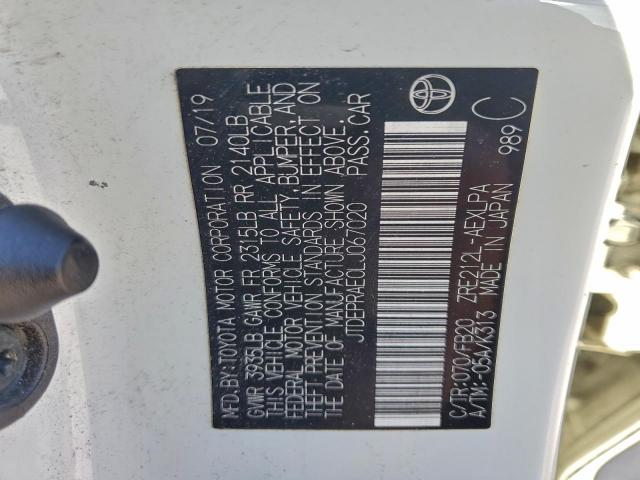 MFD. BY: TOYOTA MOTOR CORPORATION 07/19
GVWR 3935LB GAWR FR 2315LB RR 2140LB
THIS VEHICLE CONFORMS TO ALL APPLICABLE
FEDERAL MOTOR VEHICLE SAFETY, BUMPER, AND
THEFT PREVENTION STANDARDS IN EFFECT ON
THE DATE OF MANUFACTURE SHOWN ABOVE.
JTDEPRAE0LJ067020 PASS. CAR
C/TR: 070/FB20 ZRE212L-AEXLPA
A/TM: -05A/K313 MADE IN JAPAN
989 C